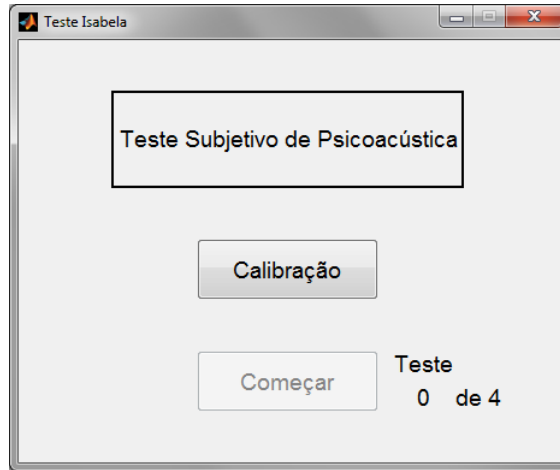 Teste Isabela
Teste Subjetivo de Psicoacústica
Calibração
Começar
Teste
0 de 4